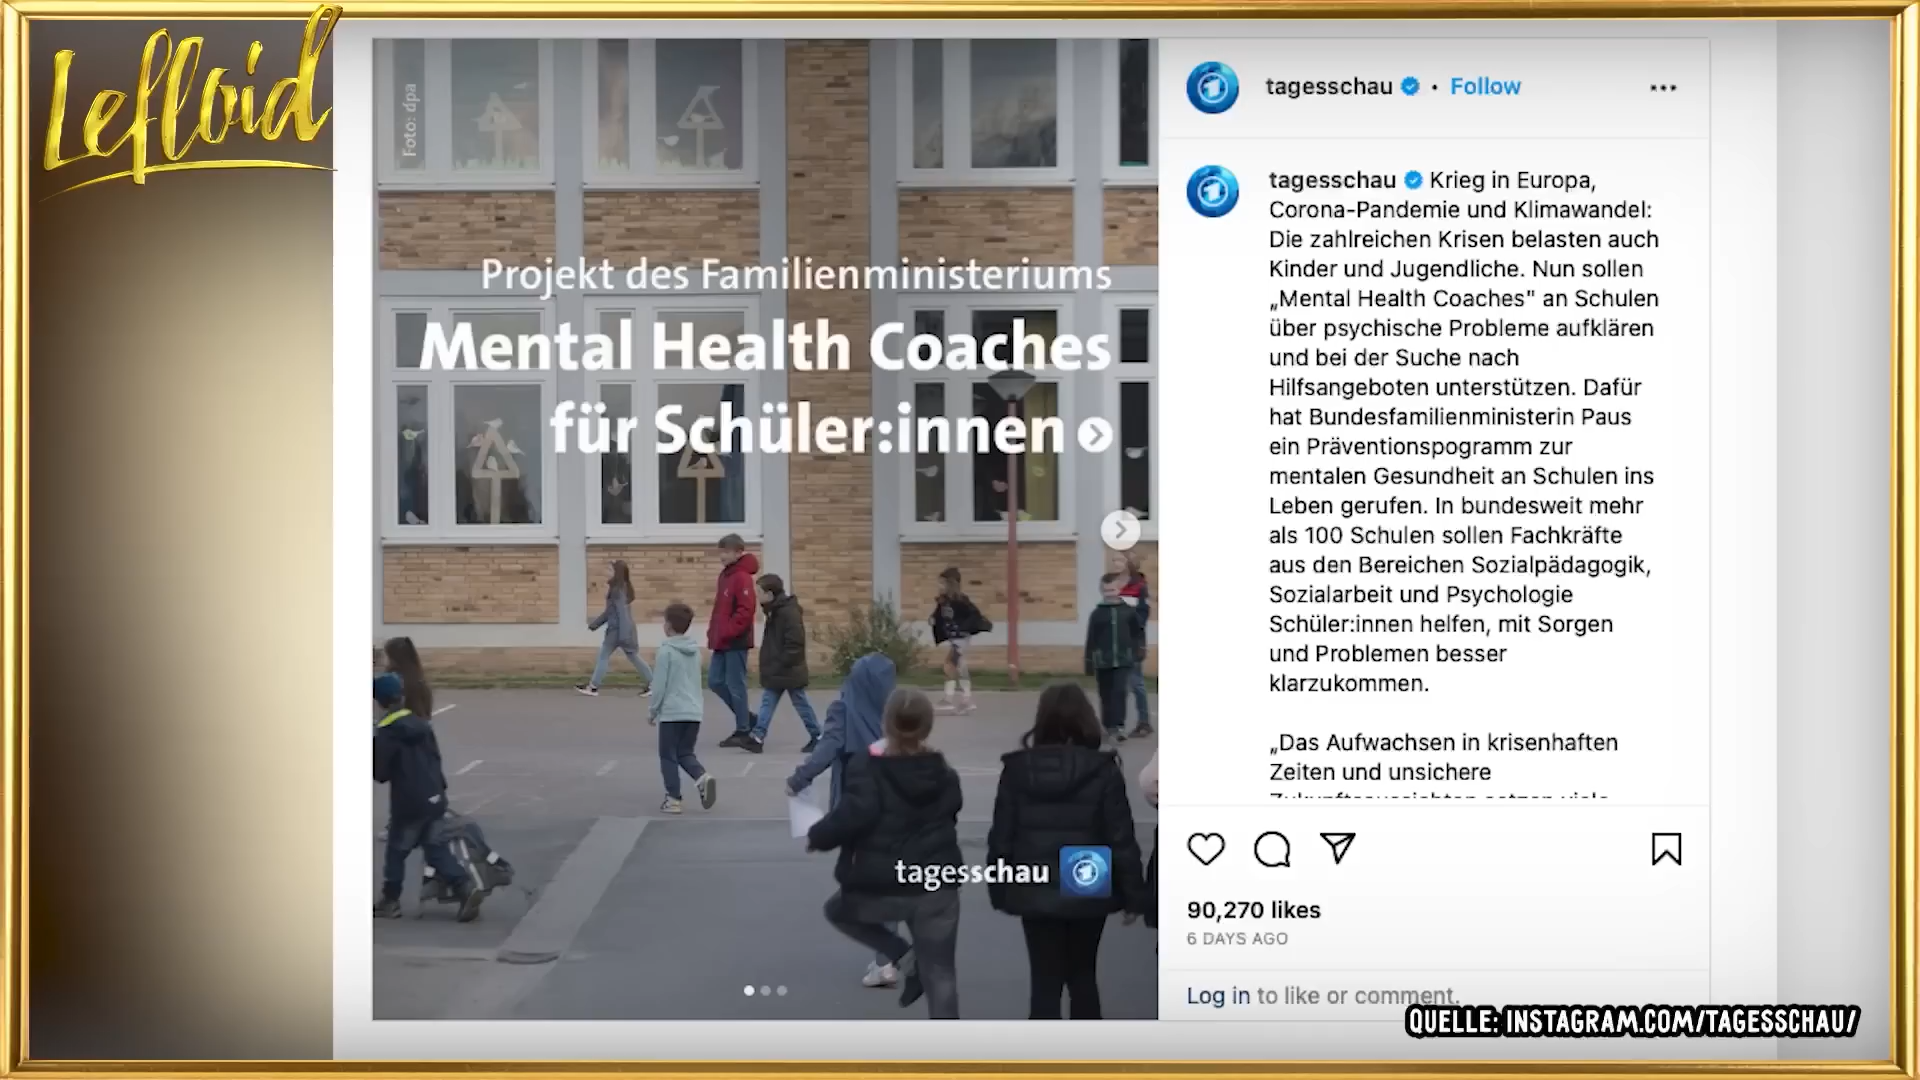 Lefloid
Foto: dpa
Projekt des Familienministeriums
Mental Health Coaches
für Schüler:innen
tagesschau
tagesschau • Follow
tagesschau Krieg in Europa,
Corona-Pandemie und Klimawandel:
Die zahlreichen Krisen belasten auch
Kinder und Jugendliche. Nun sollen
„Mental Health Coaches" an Schulen
über psychische Probleme aufklären
und bei der Suche nach
Hilfsangeboten unterstützen. Dafür
hat Bundesfamilienministerin Paus
ein Präventionspogramm zur
mentalen Gesundheit an Schulen ins
Leben gerufen. In bundesweit mehr
als 100 Schulen sollen Fachkräfte
aus den Bereichen Sozialpädagogik,
Sozialarbeit und Psychologie
Schüler:innen helfen, mit Sorgen
und Problemen besser
klarzukommen.
„Das Aufwachsen in krisenhaften
Zeiten und unsichere
90,270 likes
6 DAYS AGO
Log in to like or comment.
QUELLE: INSTAGRAM.COM/TAGESSCHAU/